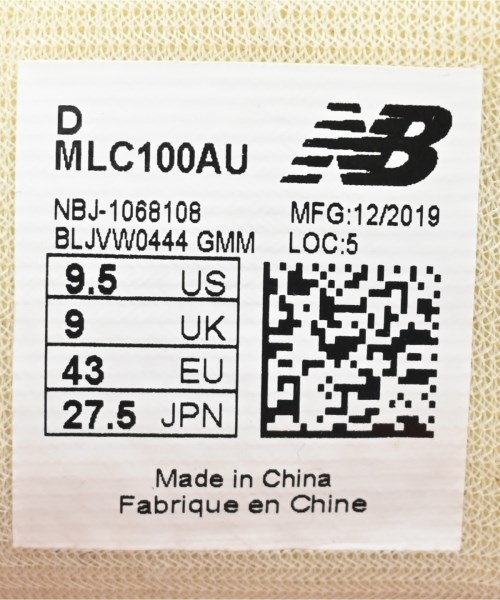 D
MLC100AU
NB
NBJ-1068108
MFG:12/2019
BLJVW0444 GMM
LOC:5
9.5 US
9 UK
43 EU
27.5 JPN
Made in China
Fabrique en Chine